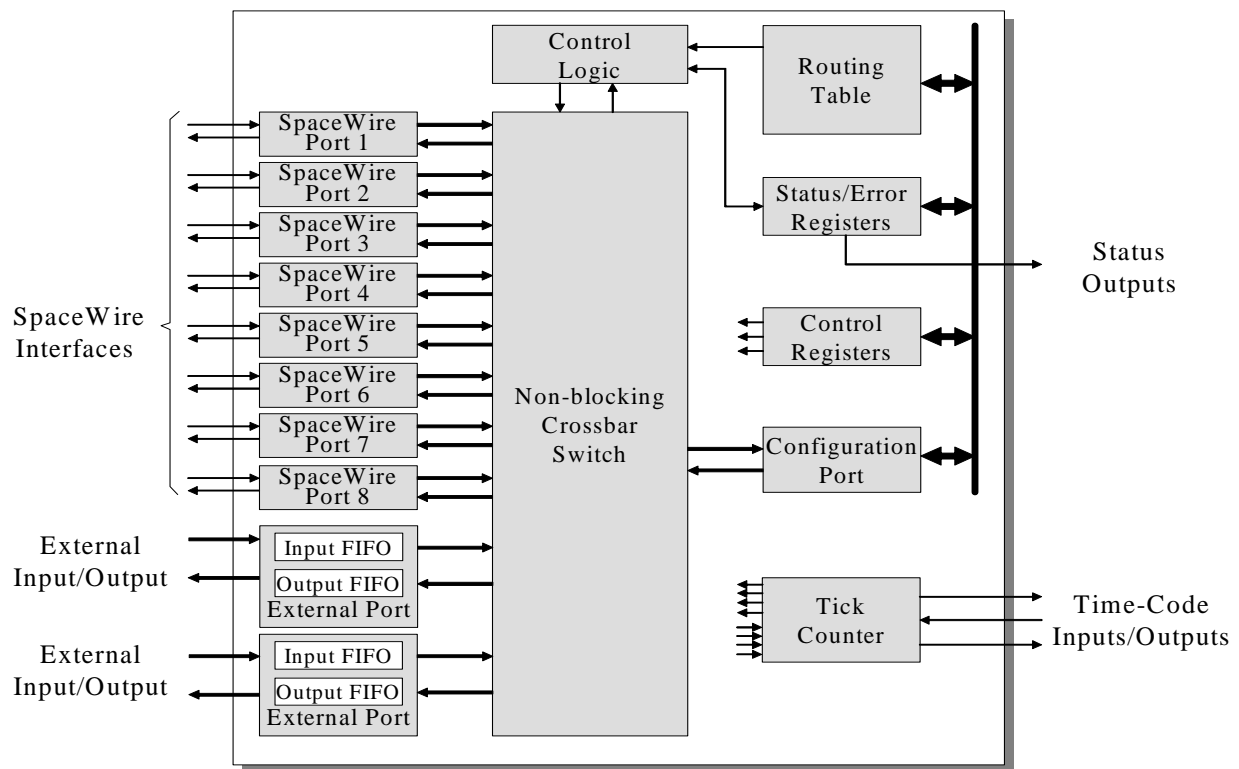 Control
Logic
Routing
Table
SpaceWire
Port 1
SpaceWire
Port 2
SpaceWire
Port 3
SpaceWire
Port 4
SpaceWire
Port 5
SpaceWire
Port 6
SpaceWire
Port 7
SpaceWire
Port 8
SpaceWire
Interfaces
Non-blocking
Crossbar
Switch
Status/Error
Registers
Status
Outputs
Control
Registers
Configuration
Port
External
Input/Output
Input FIFO
Output FIFO
External Port
External
Input/Output
Input FIFO
Output FIFO
External Port
Tick
Counter
Time-Code
Inputs/Outputs